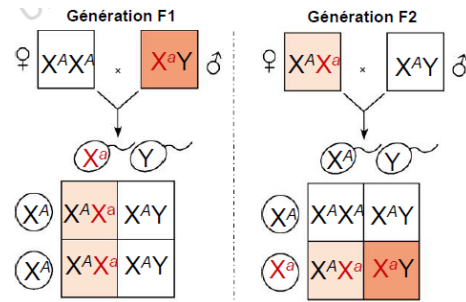 Génération F1
♀ XᴬXᴬ × XᵃY ♂
Xᵃ Y
Xᴬ XᴬXᵃ XᴬY
Xᴬ XᴬXᵃ XᴬY
Génération F2
♀ XᴬXᵃ × XᴬY ♂
Xᴬ Y
Xᴬ XᴬXᴬ XᴬY
Xᵃ XᴬXᵃ XᵃY